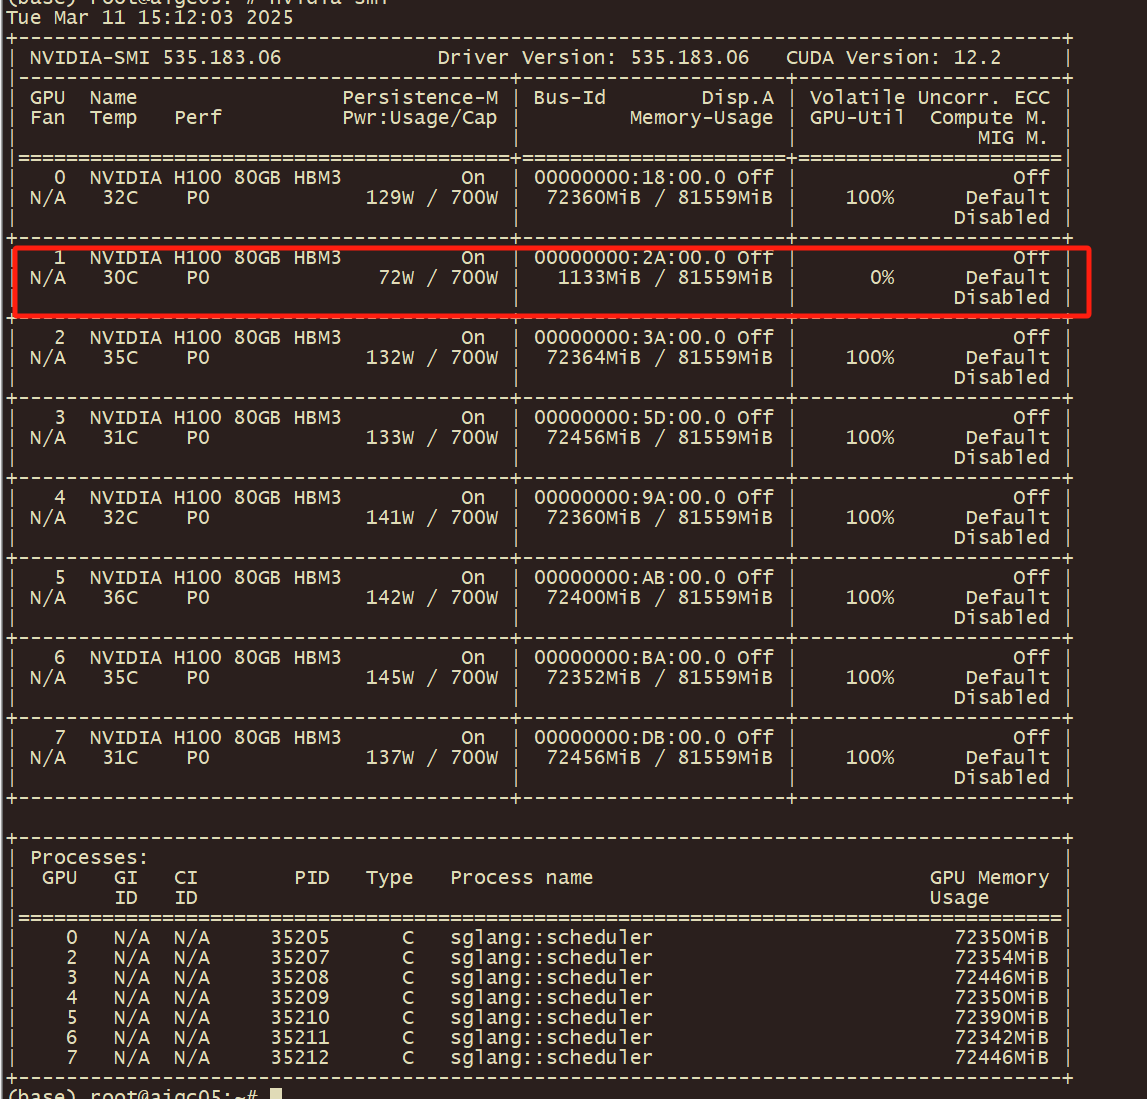 (base) root@aigc05:~# nvidia-smi
Tue Mar 11 15:12:03 2025
NVIDIA-SMI 535.183.06 Driver Version: 535.183.06 CUDA Version: 12.2
GPU Name Persistence-M | Bus-Id Disp.A | Volatile Uncorr. ECC
Fan Temp Perf Pwr:Usage/Cap | Memory-Usage | GPU-Util Compute M.
MIG M.
0 NVIDIA H100 80GB HBM3 On | 00000000:18:00.0 Off | Off
N/A 32C P0 129W / 700W | 72360MiB / 81559MiB | 100% Default
Disabled
1 NVIDIA H100 80GB HBM3 On | 00000000:2A:00.0 Off | Off
N/A 30C P0 72W / 700W | 1133MiB / 81559MiB | 0% Default
Disabled
2 NVIDIA H100 80GB HBM3 On | 00000000:3A:00.0 Off | Off
N/A 35C P0 132W / 700W | 72364MiB / 81559MiB | 100% Default
Disabled
3 NVIDIA H100 80GB HBM3 On | 00000000:5D:00.0 Off | Off
N/A 31C P0 133W / 700W | 72456MiB / 81559MiB | 100% Default
Disabled
4 NVIDIA H100 80GB HBM3 On | 00000000:9A:00.0 Off | Off
N/A 32C P0 141W / 700W | 72360MiB / 81559MiB | 100% Default
Disabled
5 NVIDIA H100 80GB HBM3 On | 00000000:AB:00.0 Off | Off
N/A 36C P0 142W / 700W | 72400MiB / 81559MiB | 100% Default
Disabled
6 NVIDIA H100 80GB HBM3 On | 00000000:BA:00.0 Off | Off
N/A 35C P0 145W / 700W | 72352MiB / 81559MiB | 100% Default
Disabled
7 NVIDIA H100 80GB HBM3 On | 00000000:DB:00.0 Off | Off
N/A 31C P0 137W / 700W | 72456MiB / 81559MiB | 100% Default
Disabled
Processes:
GPU GI CI PID Type Process name GPU Memory
ID ID Usage
0 N/A N/A 35205 C sglang::scheduler 72350MiB
2 N/A N/A 35207 C sglang::scheduler 72354MiB
3 N/A N/A 35208 C sglang::scheduler 72446MiB
4 N/A N/A 35209 C sglang::scheduler 72350MiB
5 N/A N/A 35210 C sglang::scheduler 72390MiB
6 N/A N/A 35211 C sglang::scheduler 72342MiB
7 N/A N/A 35212 C sglang::scheduler 72446MiB
(base) root@aigc05:~#